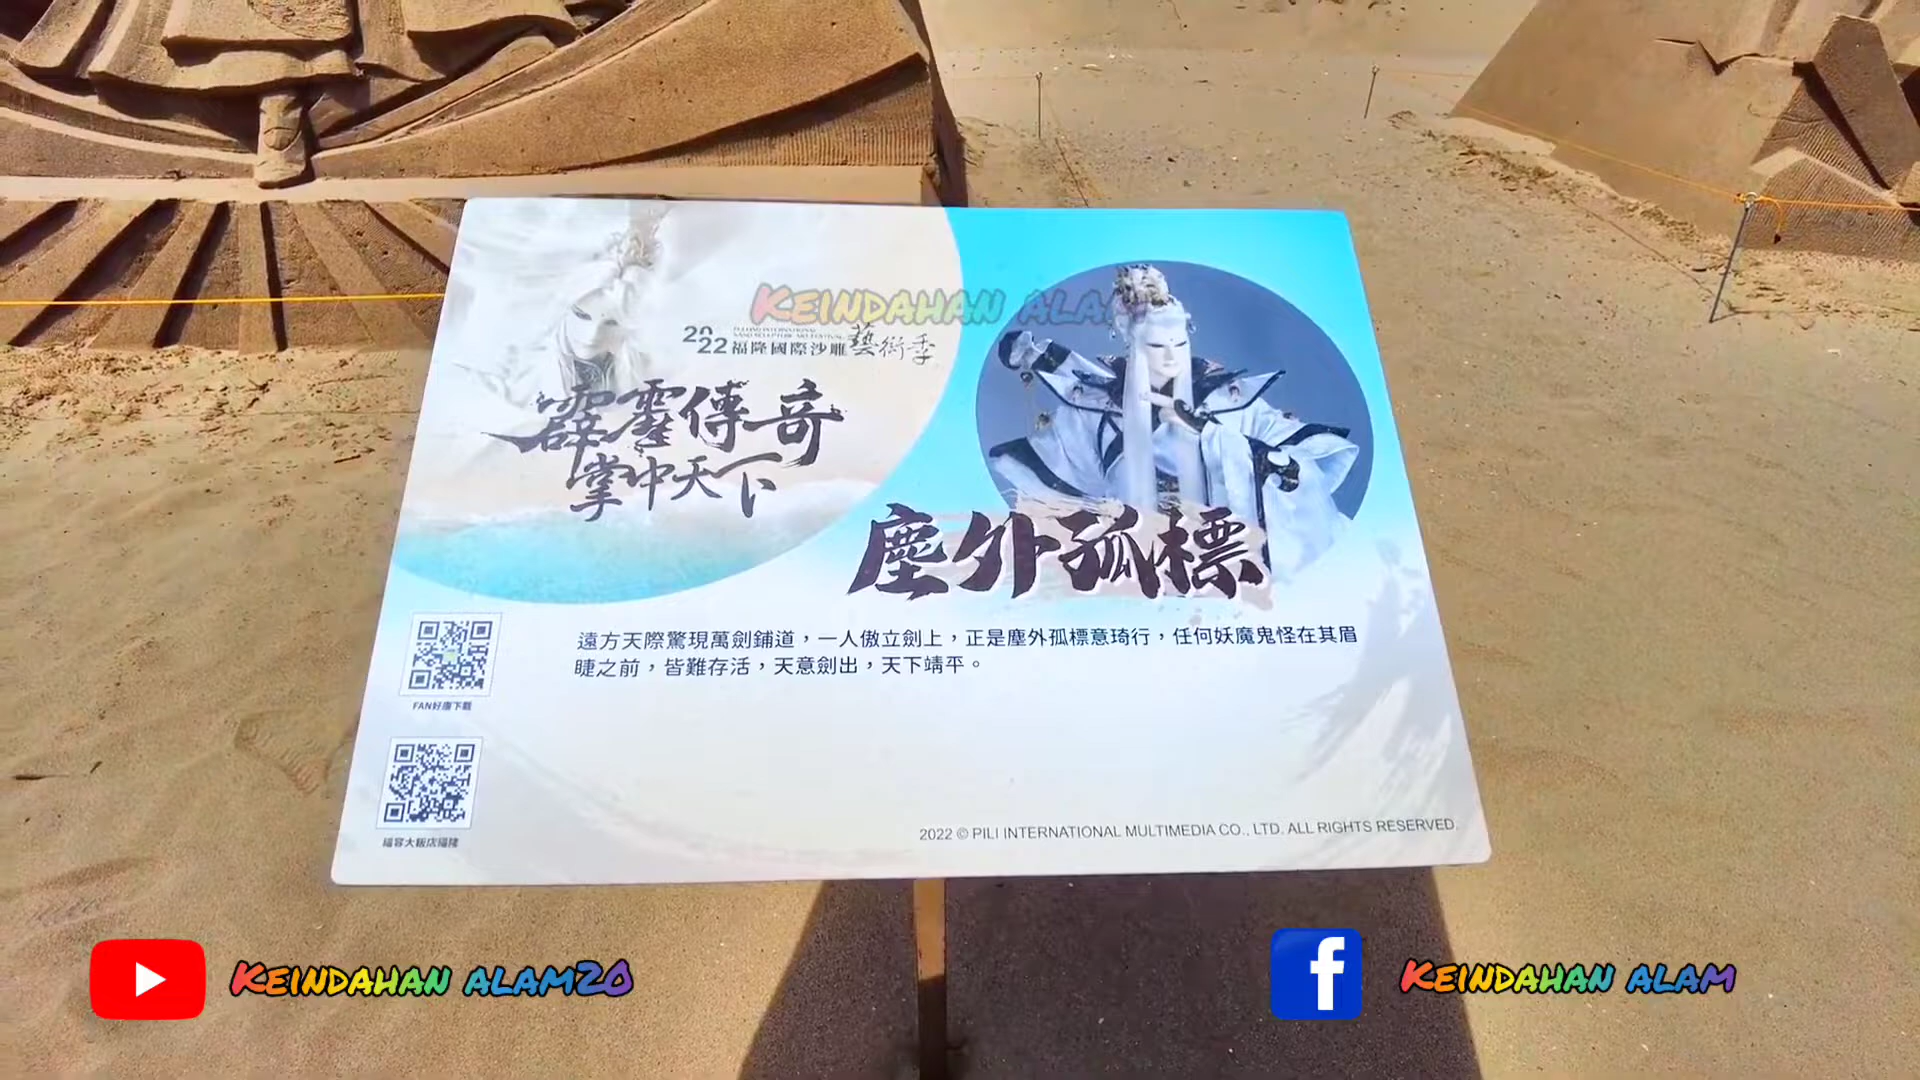 Keindahan alam
2022 福隆國際沙雕藝術季
霹靂傳奇
掌中天下
塵外孤標
遠方天際驚現萬劍鋪道，一人傲立劍上，正是塵外孤標意琦行，任何妖魔鬼怪在其眉
睫之前，皆難存活，天意劍出，天下靖平。
FAN好康下載
福容大飯店福隆
2022 © PILI INTERNATIONAL MULTIMEDIA CO., LTD. ALL RIGHTS RESERVED.
Keindahan alam20
Keindahan alam